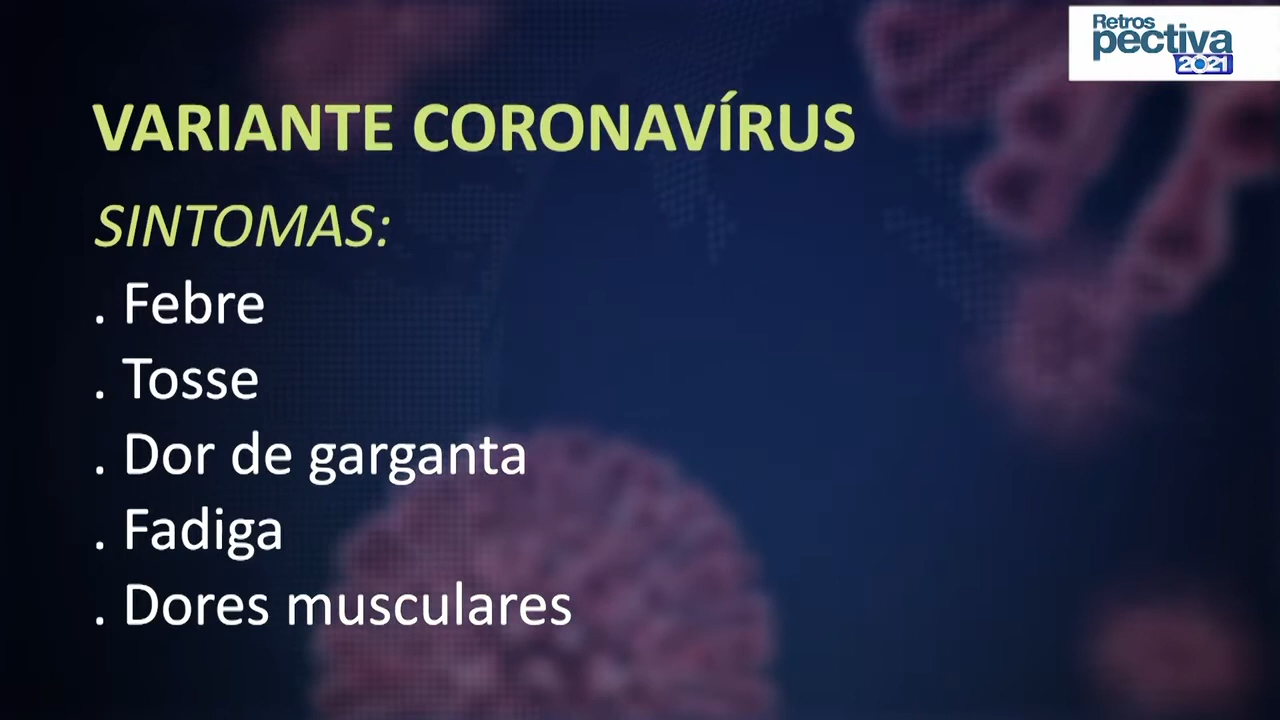 Retros
pectiva
2021
VARIANTE CORONAVÍRUS
SINTOMAS:
. Febre
. Tosse
. Dor de garganta
. Fadiga
. Dores musculares